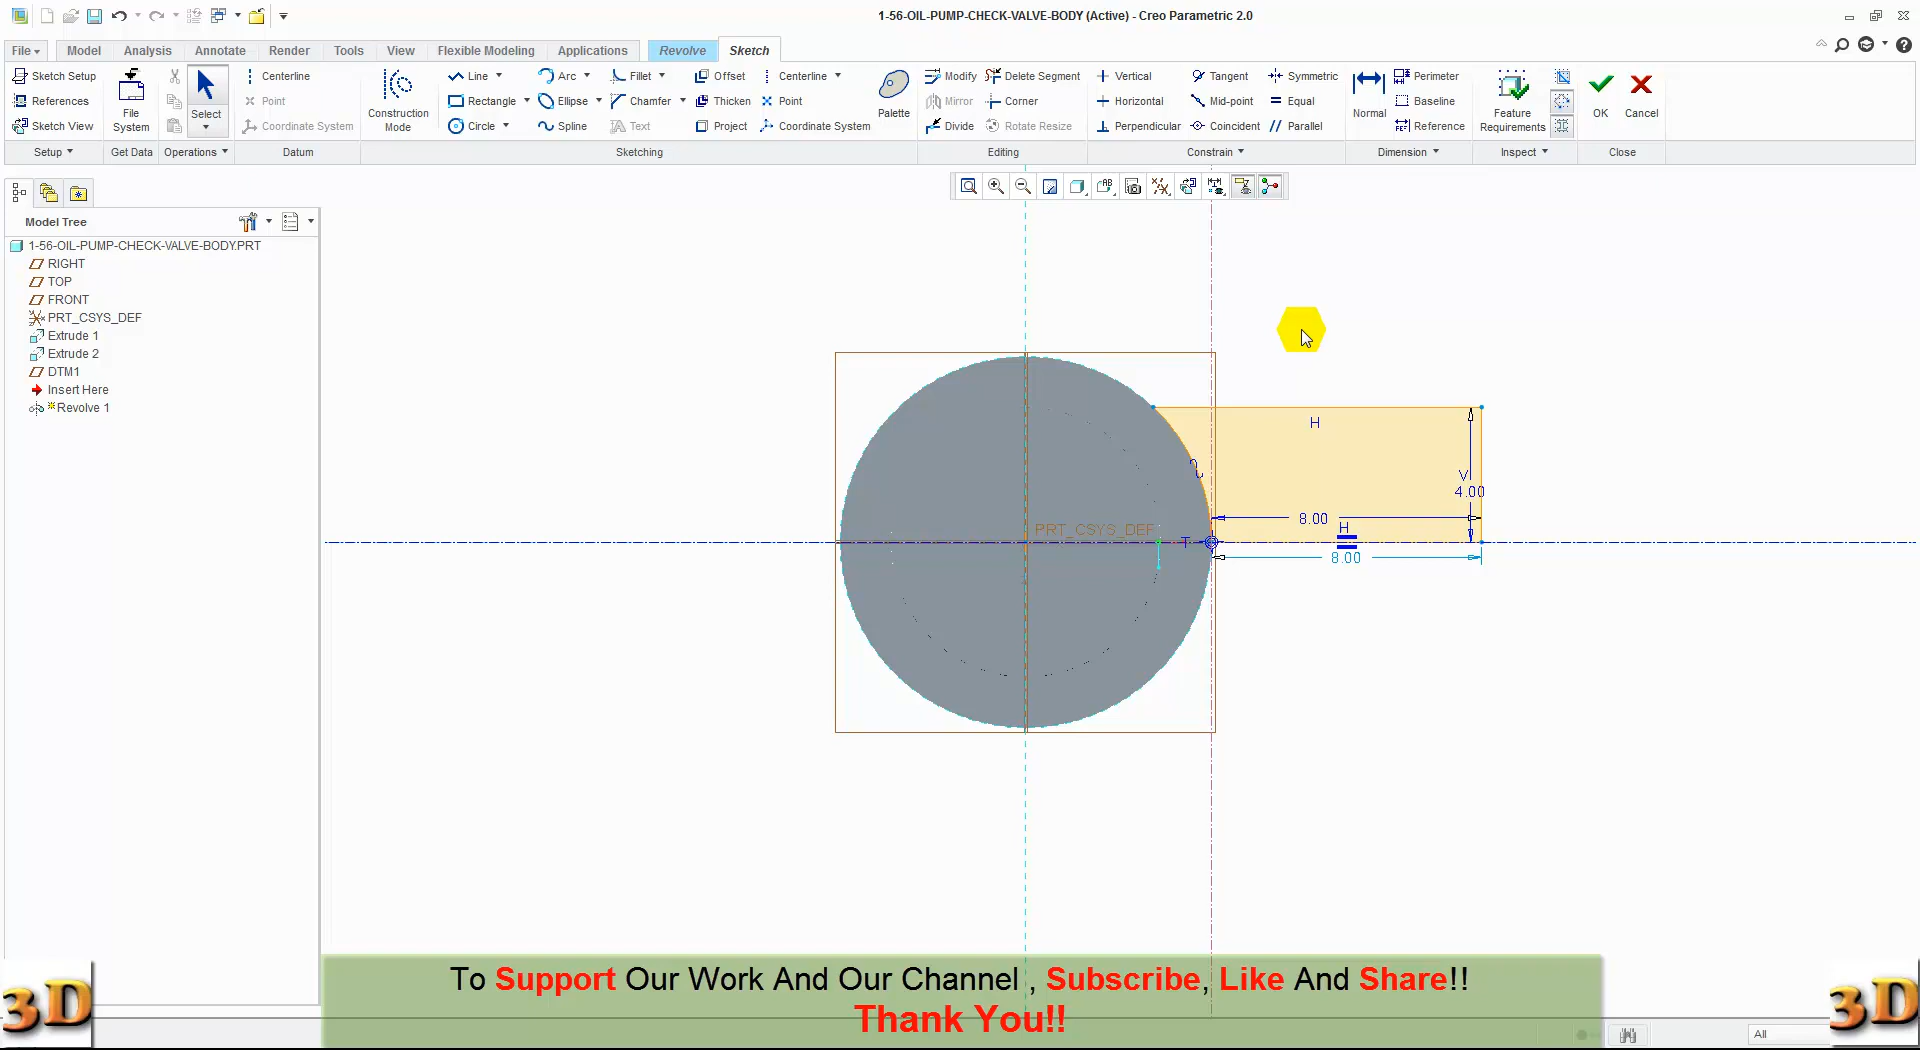 1-56-OIL-PUMP-CHECK-VALVE-BODY (Active) - Creo Parametric 2.0
File Model Analysis Annotate Render Tools View Flexible Modeling Applications Revolve Sketch
Sketch Setup
References
Sketch View
File System
Select
Centerline
Point
Coordinate System
Construction Mode
Line Arc Fillet Offset Centerline
Rectangle Ellipse Chamfer Thicken Point
Circle Spline Text Project Coordinate System
Palette
Modify Delete Segment
Mirror Corner
Divide Rotate Resize
Vertical Tangent Symmetric
Horizontal Mid-point Equal
Perpendicular Coincident Parallel
Normal
Perimeter
Baseline
Reference
Feature Requirements
OK
Cancel
Setup Get Data Operations Datum Sketching Editing Constrain Dimension Inspect Close
Model Tree
1-56-OIL-PUMP-CHECK-VALVE-BODY.PRT
RIGHT
TOP
FRONT
PRT_CSYS_DEF
Extrude 1
Extrude 2
DTM1
Insert Here
Revolve 1
H
V
4.00
8.00
H
PRT_CSYS_DEF
T
8.00
To Support Our Work And Our Channel , Subscribe, Like And Share!!
Thank You!!
3D
3D
All